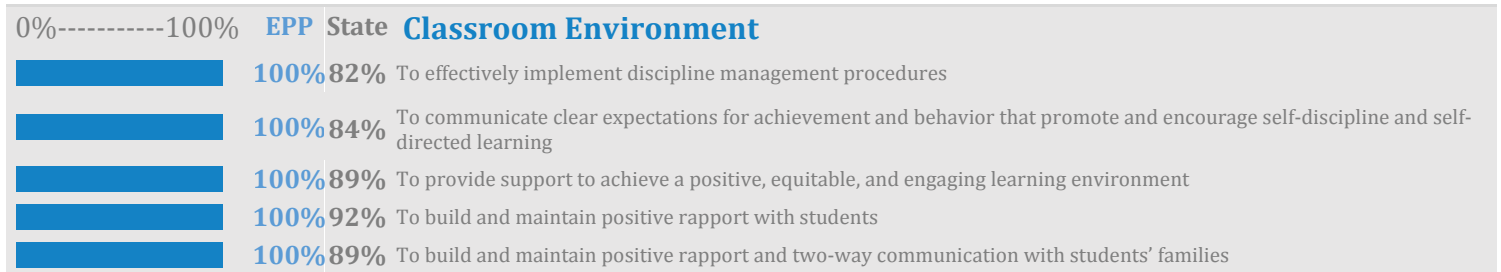 0%-----------100% EPP State Classroom Environment
100% 82% To effectively implement discipline management procedures
100% 84% To communicate clear expectations for achievement and behavior that promote and encourage self-discipline and self-
directed learning
100% 89% To provide support to achieve a positive, equitable, and engaging learning environment
100% 92% To build and maintain positive rapport with students
100% 89% To build and maintain positive rapport and two-way communication with students’ families